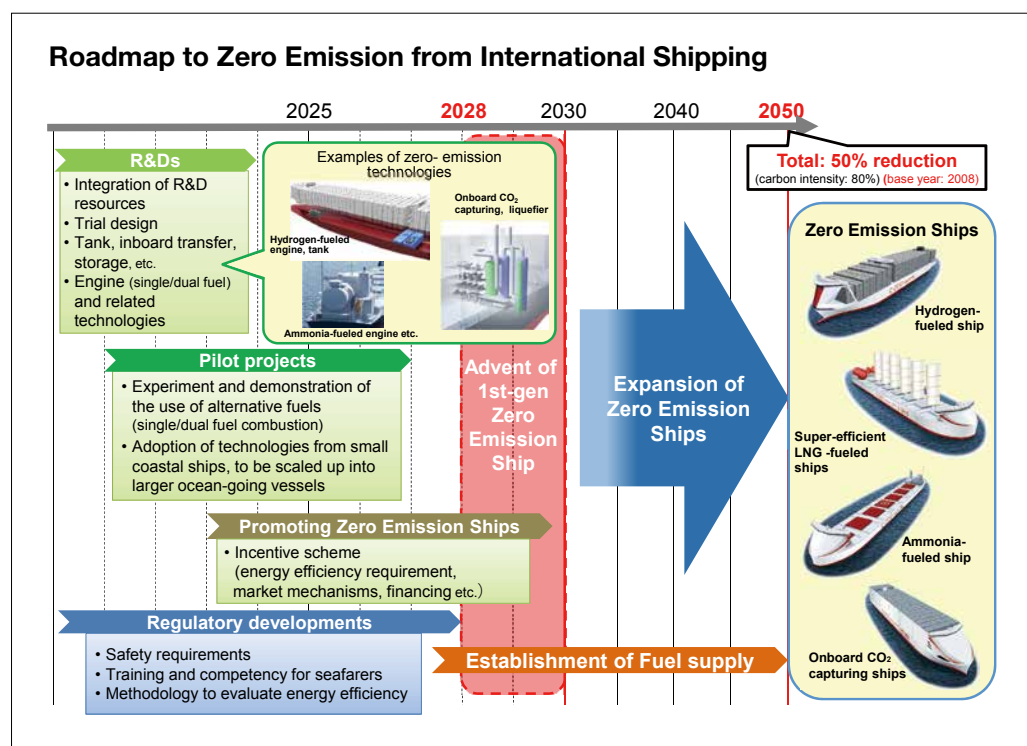 Roadmap to Zero Emission from International Shipping
2025
2028
2030
2040
2050
Total: 50% reduction
(carbon intensity: 80%) (base year: 2008)
R&Ds
• Integration of R&D
resources
• Trial design
• Tank, inboard transfer,
storage, etc.
• Engine (single/dual fuel)
and related
technologies
Examples of zero- emission
technologies
Hydrogen-fueled
engine, tank
Onboard CO₂
capturing, liquefier
Ammonia-fueled engine etc.
Pilot projects
• Experiment and demonstration of
the use of alternative fuels
(single/dual fuel combustion)
• Adoption of technologies from small
coastal ships, to be scaled up into
larger ocean-going vessels
Advent of
1st-gen
Zero
Emission
Ship
Expansion of
Zero Emission
Ships
Promoting Zero Emission Ships
• Incentive scheme
(energy efficiency requirement,
market mechanisms, financing etc.)
Regulatory developments
• Safety requirements
• Training and competency for seafarers
• Methodology to evaluate energy efficiency
Establishment of Fuel supply
Zero Emission Ships
Hydrogen-
fueled ship
Super-efficient
LNG -fueled
ships
Ammonia-
fueled ship
Onboard CO₂
capturing ships